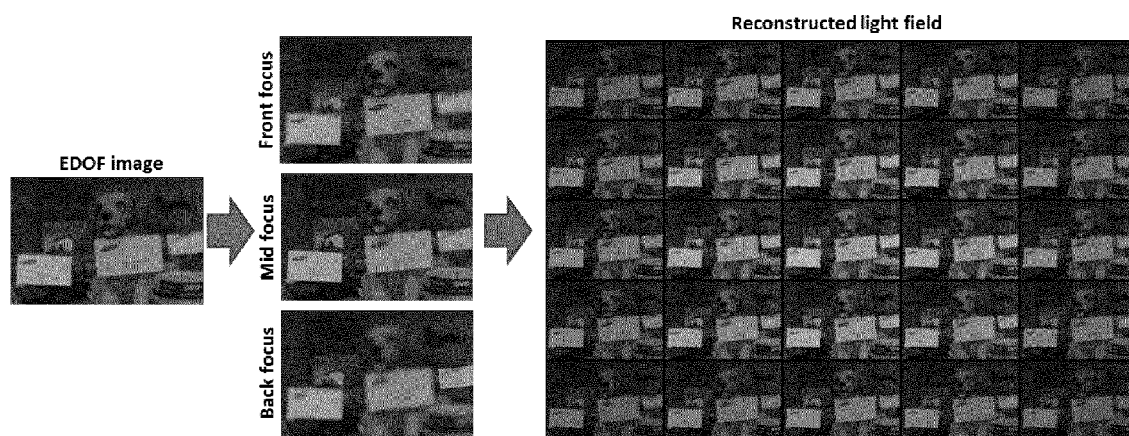 Reconstructed light field
EDOF image
Front focus
Mid focus
Back focus